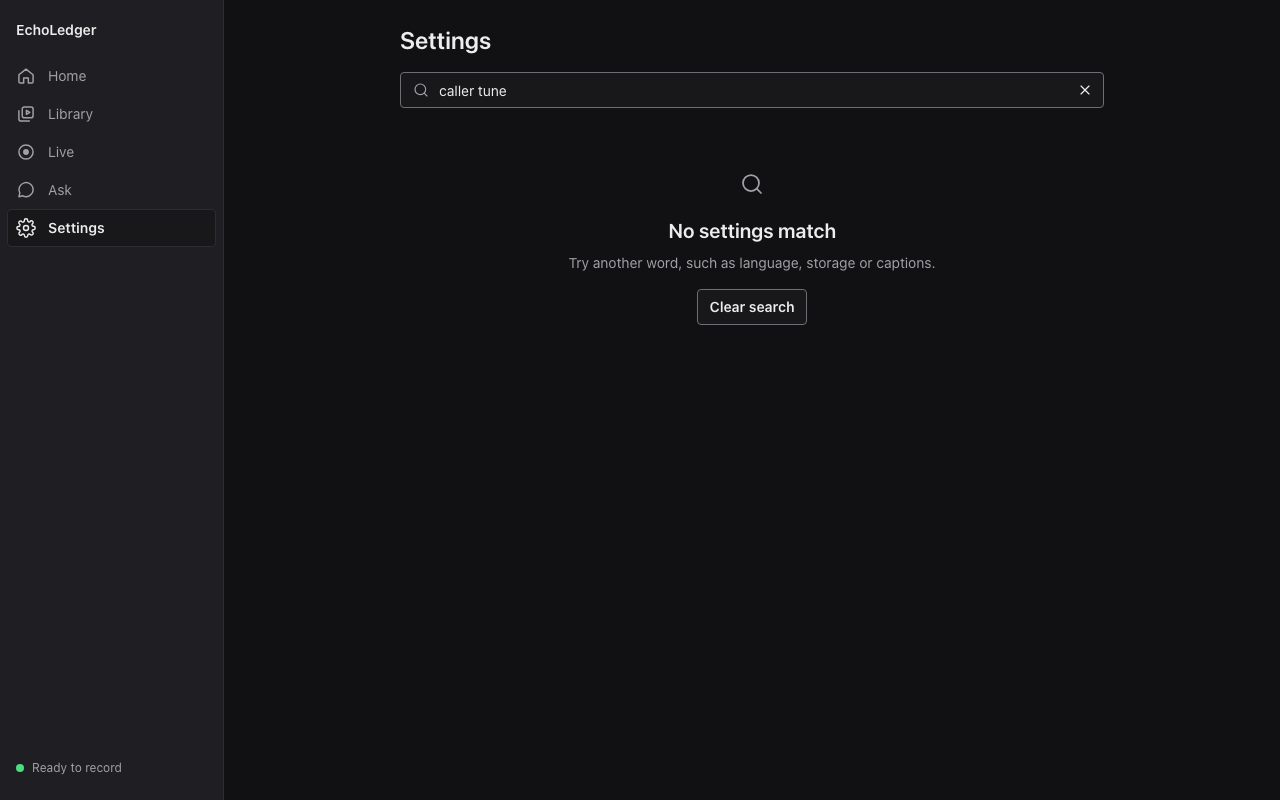 EchoLedger
Home
Library
Live
Ask
Settings
Ready to record
Settings
caller tune
No settings match
Try another word, such as language, storage or captions.
Clear search